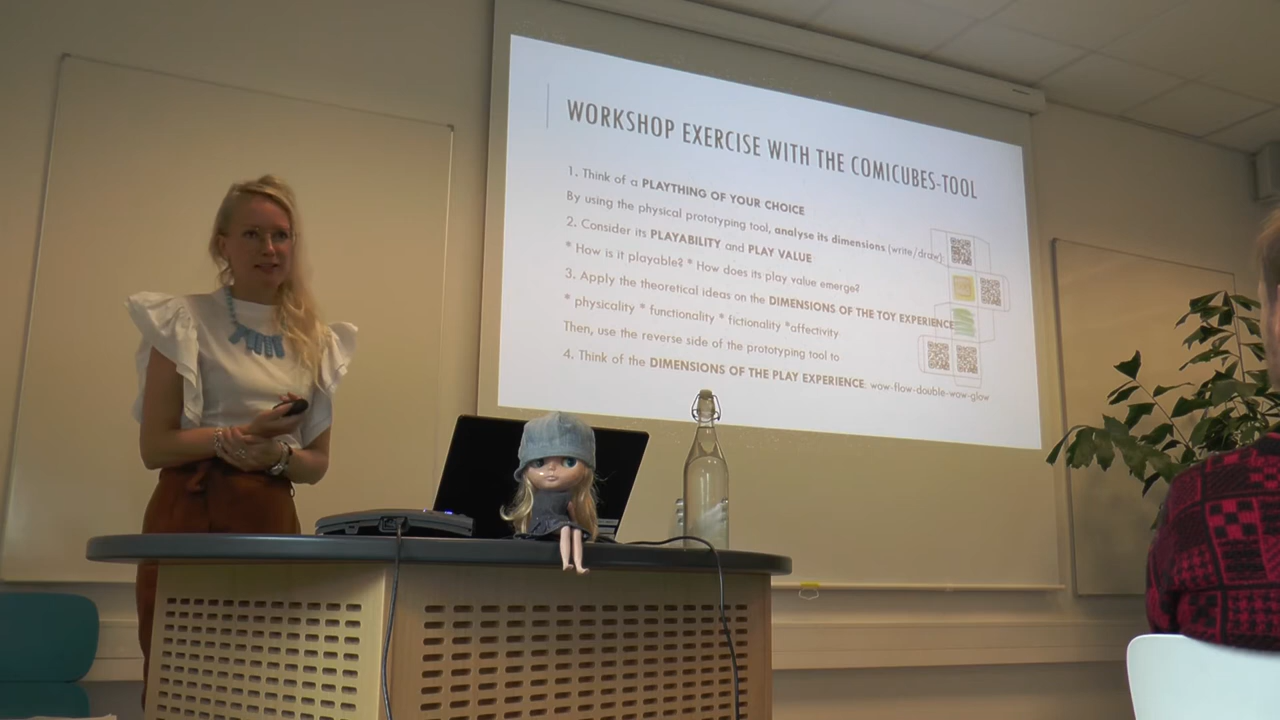 WORKSHOP EXERCISE WITH THE COMICUBES-TOOL
1. Think of a PLAYTHING OF YOUR CHOICE
By using the physical prototyping tool, analyse its dimensions (write/draw)
2. Consider its PLAYABILITY and PLAY VALUE
* How is it playable? * How does its play value emerge?
3. Apply the theoretical ideas on the DIMENSIONS OF THE TOY EXPERIENCE
* physicality * functionality * fictionality *affectivity
Then, use the reverse side of the prototyping tool to
4. Think of the DIMENSIONS OF THE PLAY EXPERIENCE: wow-flow-double-wow-glow